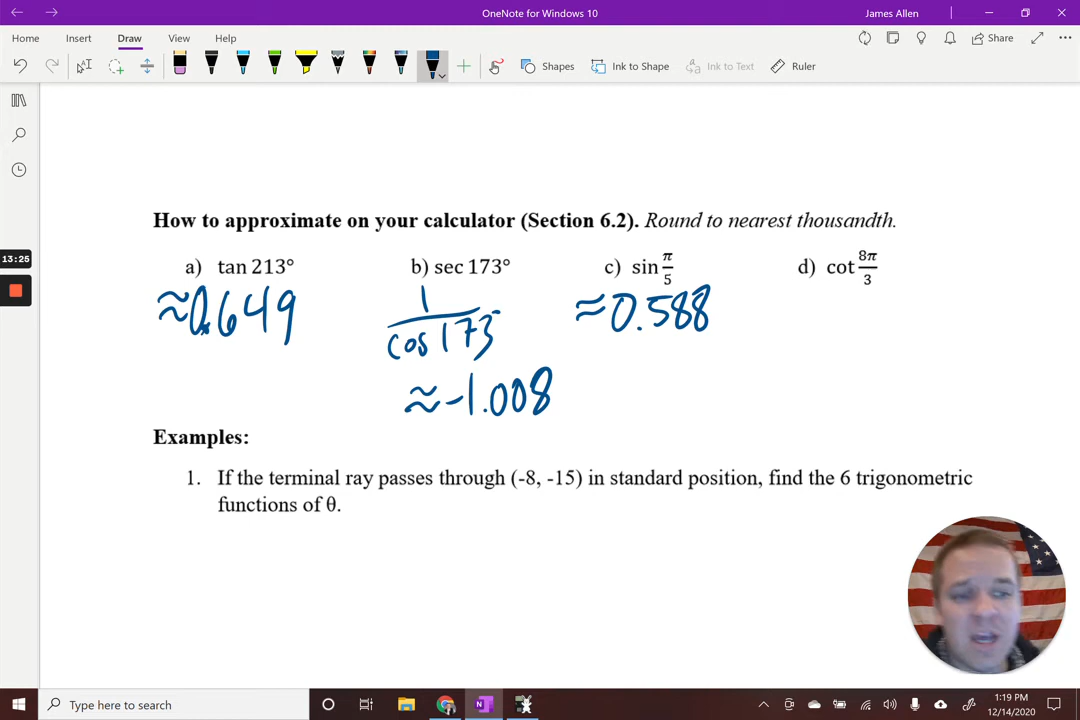 OneNote for Windows 10
James Allen
Home Insert Draw View Help
Share
Shapes Ink to Shape Ink to Text Ruler
How to approximate on your calculator (Section 6.2). Round to nearest thousandth.
a) tan 213° b) sec 173° c) sin π/5 d) cot 8π/3
≈0.649 1/cos 173° ≈0.588
≈-1.008
13:25
Examples:
1. If the terminal ray passes through (-8, -15) in standard position, find the 6 trigonometric
functions of θ.
Type here to search
1:19 PM
12/14/2020